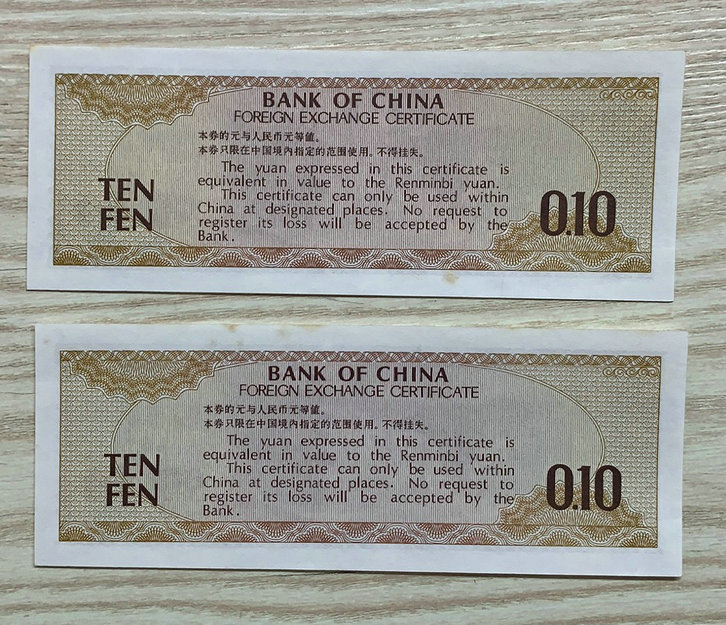 BANK OF CHINA
FOREIGN EXCHANGE CERTIFICATE
本券的元与人民币元等值。
本券只限在中国境内指定的范围使用。不得挂失。
The yuan expressed in this certificate is
equivalent in value to the Renminbi yuan.
This certificate can only be used within
China at designated places. No request to
register its loss will be accepted by the
Bank.
TEN
FEN
0.10
BANK OF CHINA
FOREIGN EXCHANGE CERTIFICATE
本券的元与人民币元等值。
本券只限在中国境内指定的范围使用。不得挂失。
The yuan expressed in this certificate is
equivalent in value to the Renminbi yuan.
This certificate can only be used within
China at designated places. No request to
register its loss will be accepted by the
Bank.
TEN
FEN
0.10